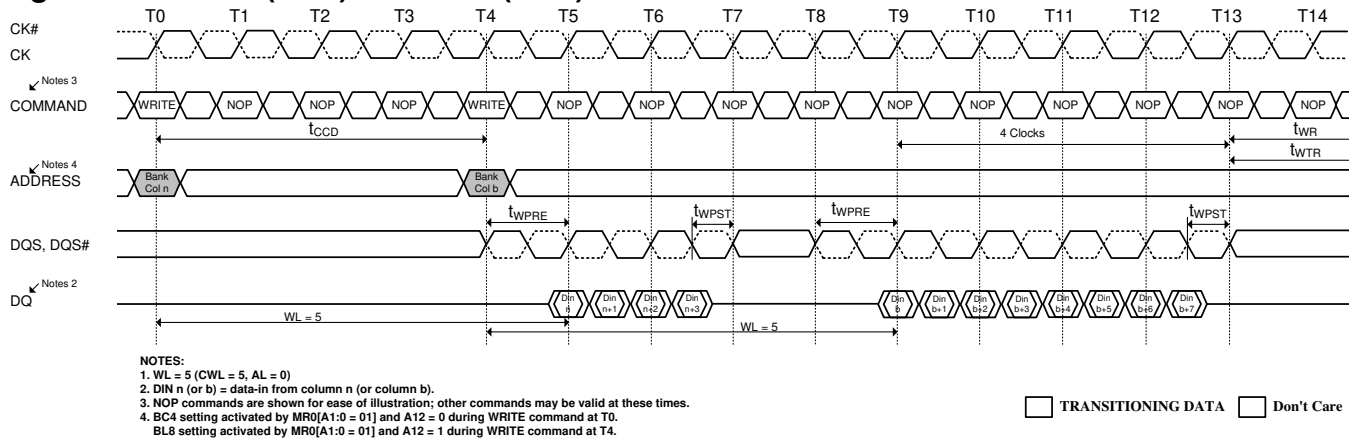 T0 T1 T2 T3 T4 T5 T6 T7 T8 T9 T10 T11 T12 T13 T14
CK#
CK
Notes 3
COMMAND
WRITE NOP NOP NOP WRITE NOP NOP NOP NOP NOP NOP NOP NOP NOP NOP
tCCD
4 Clocks
tWR
tWTR
Notes 4
ADDRESS
Bank Col n
Bank Col b
tWPRE tWPST tWPRE tWPST
DQS, DQS#
Notes 2
DQ
Din n Din n+1 Din n+2 Din n+3 Din b Din b+1 Din b+2 Din b+3 Din b+4 Din b+5 Din b+6 Din b+7
WL = 5
WL = 5
NOTES:
1. WL = 5 (CWL = 5, AL = 0)
2. DIN n (or b) = data-in from column n (or column b).
3. NOP commands are shown for ease of illustration; other commands may be valid at these times.
4. BC4 setting activated by MR0[A1:0 = 01] and A12 = 0 during WRITE command at T0.
BL8 setting activated by MR0[A1:0 = 01] and A12 = 1 during WRITE command at T4.
TRANSITIONING DATA Don't Care